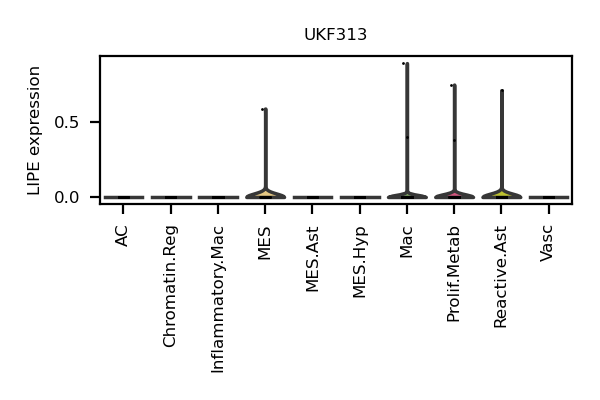 UKF313
LIPE expression
0.5
0.0
AC
Chromatin.Reg
Inflammatory.Mac
MES
MES.Ast
MES.Hyp
Mac
Prolif.Metab
Reactive.Ast
Vasc